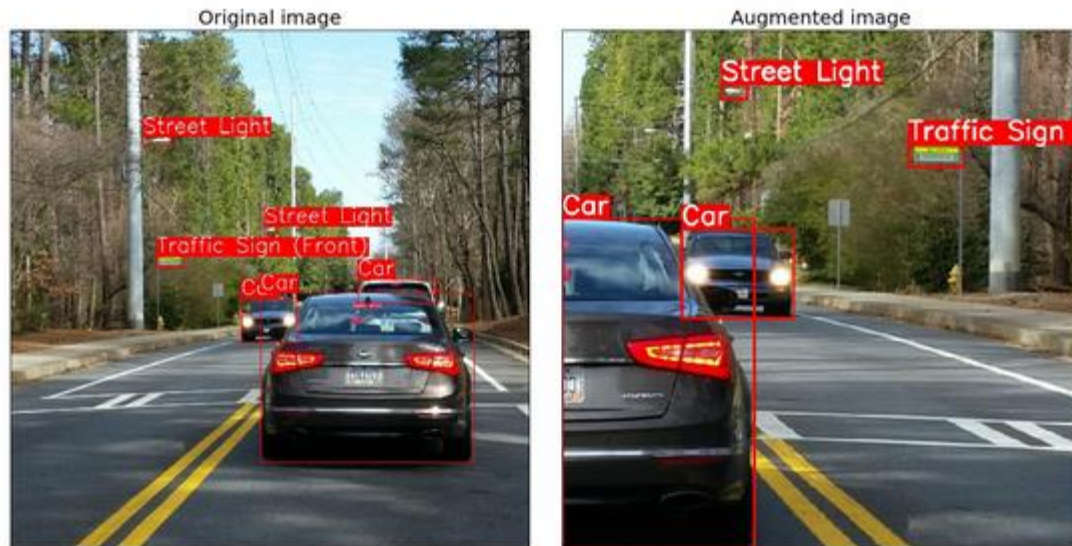 Original image
Street Light
Street Light
Traffic Sign (Front)
Car
Car
Augmented image
Street Light
Traffic Sign
Car
Car